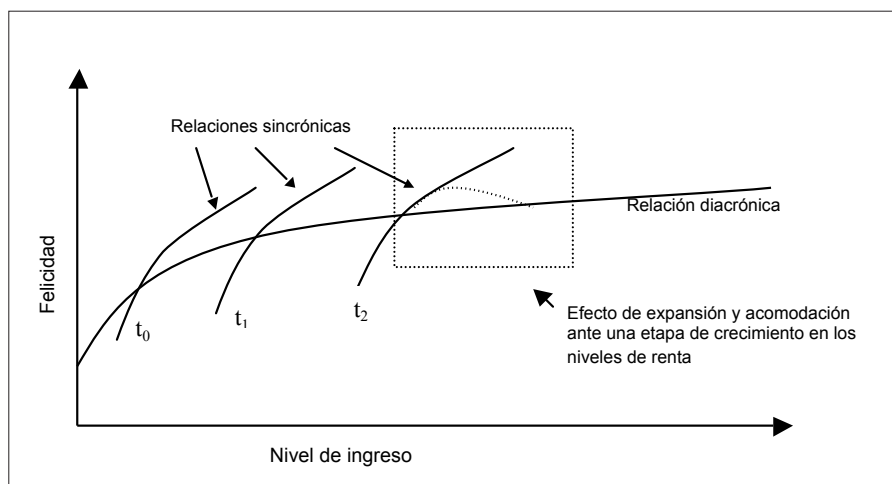 Relaciones sincrónicas
Relación diacrónica
Felicidad
t0
t1
t2
Efecto de expansión y acomodación
ante una etapa de crecimiento en los
niveles de renta
Nivel de ingreso